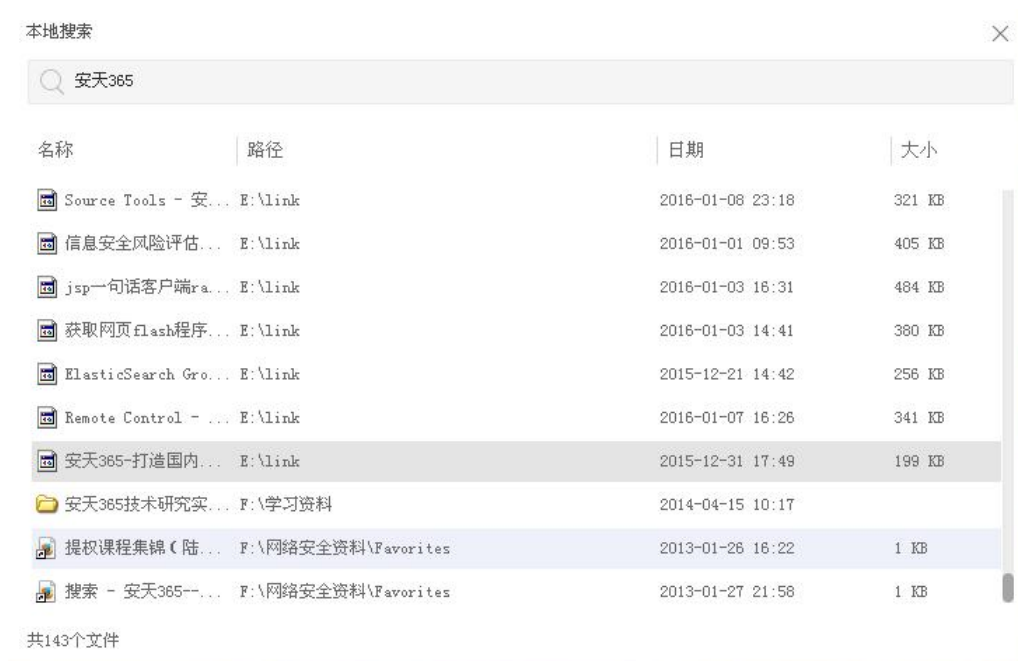 本地搜索
安天365
名称 路径 日期 大小
Source Tools - 安... E:\link 2016-01-08 23:18 321 KB
信息安全风险评估... E:\link 2016-01-01 09:53 405 KB
jsp一句话客户端ra... E:\link 2016-01-03 16:31 484 KB
获取网页flash程序... E:\link 2016-01-03 14:41 380 KB
ElasticSearch Gro... E:\link 2015-12-21 14:42 256 KB
Remote Control - ... E:\link 2016-01-07 16:26 341 KB
安天365-打造国内... E:\link 2015-12-31 17:49 199 KB
安天365技术研究实... F:\学习资料 2014-04-15 10:17
提权课程集锦(陆... F:\网络安全资料\Favorites 2013-01-26 16:22 1 KB
搜索 - 安天365--... F:\网络安全资料\Favorites 2013-01-27 21:58 1 KB
共143个文件